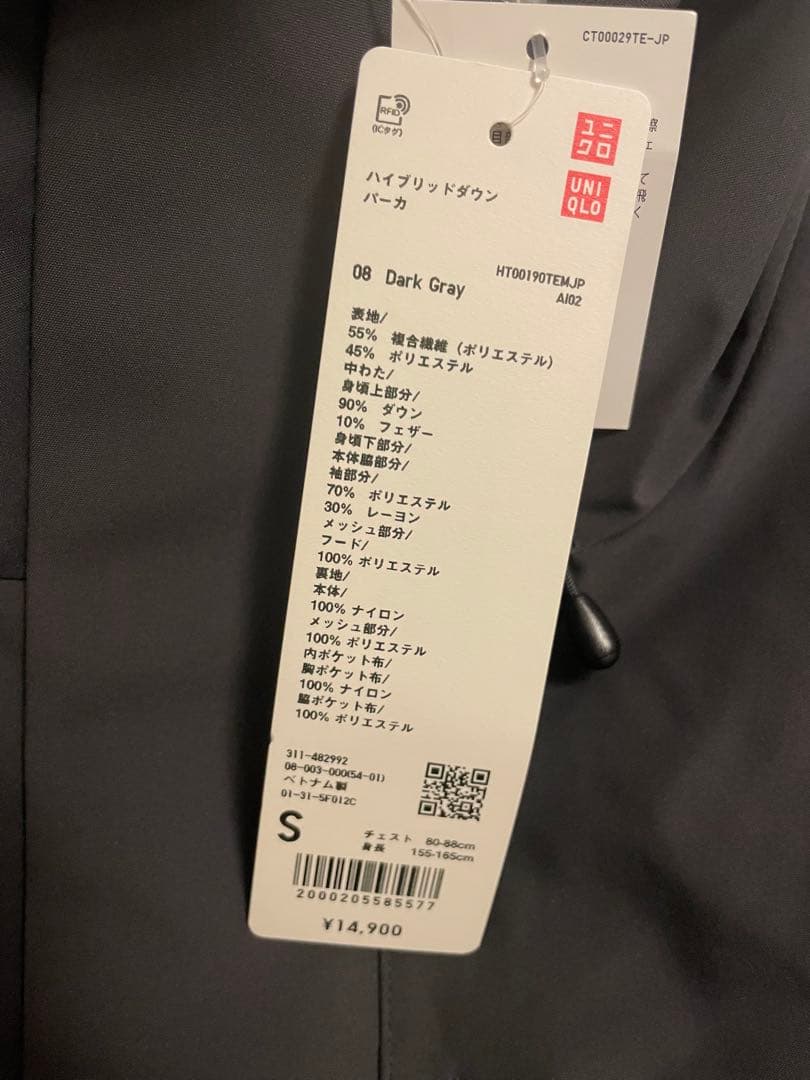 CT00029TE-JP
RFID
(ICタグ)
ユニ
クロ
UNI
QLO
ハイブリッドダウン
パーカ
08 Dark Gray
HT00190TEMJP
AI02
表地/
55% 複合繊維（ポリエステル）
45% ポリエステル
中わた/
身頃上部分/
90% ダウン
10% フェザー
身頃下部分/
本体脇部分/
袖部分/
70% ポリエステル
30% レーヨン
メッシュ部分/
フード/
100% ポリエステル
裏地/
本体/
100% ナイロン
メッシュ部分/
100% ポリエステル
内ポケット布/
胸ポケット布/
100% ナイロン
脇ポケット布/
100% ポリエステル
311-482992
08-003-000(54-01)
ベトナム製
01-31-5F012C
S
チェスト 80-88cm
身長 155-165cm
2000205585577
¥14,900